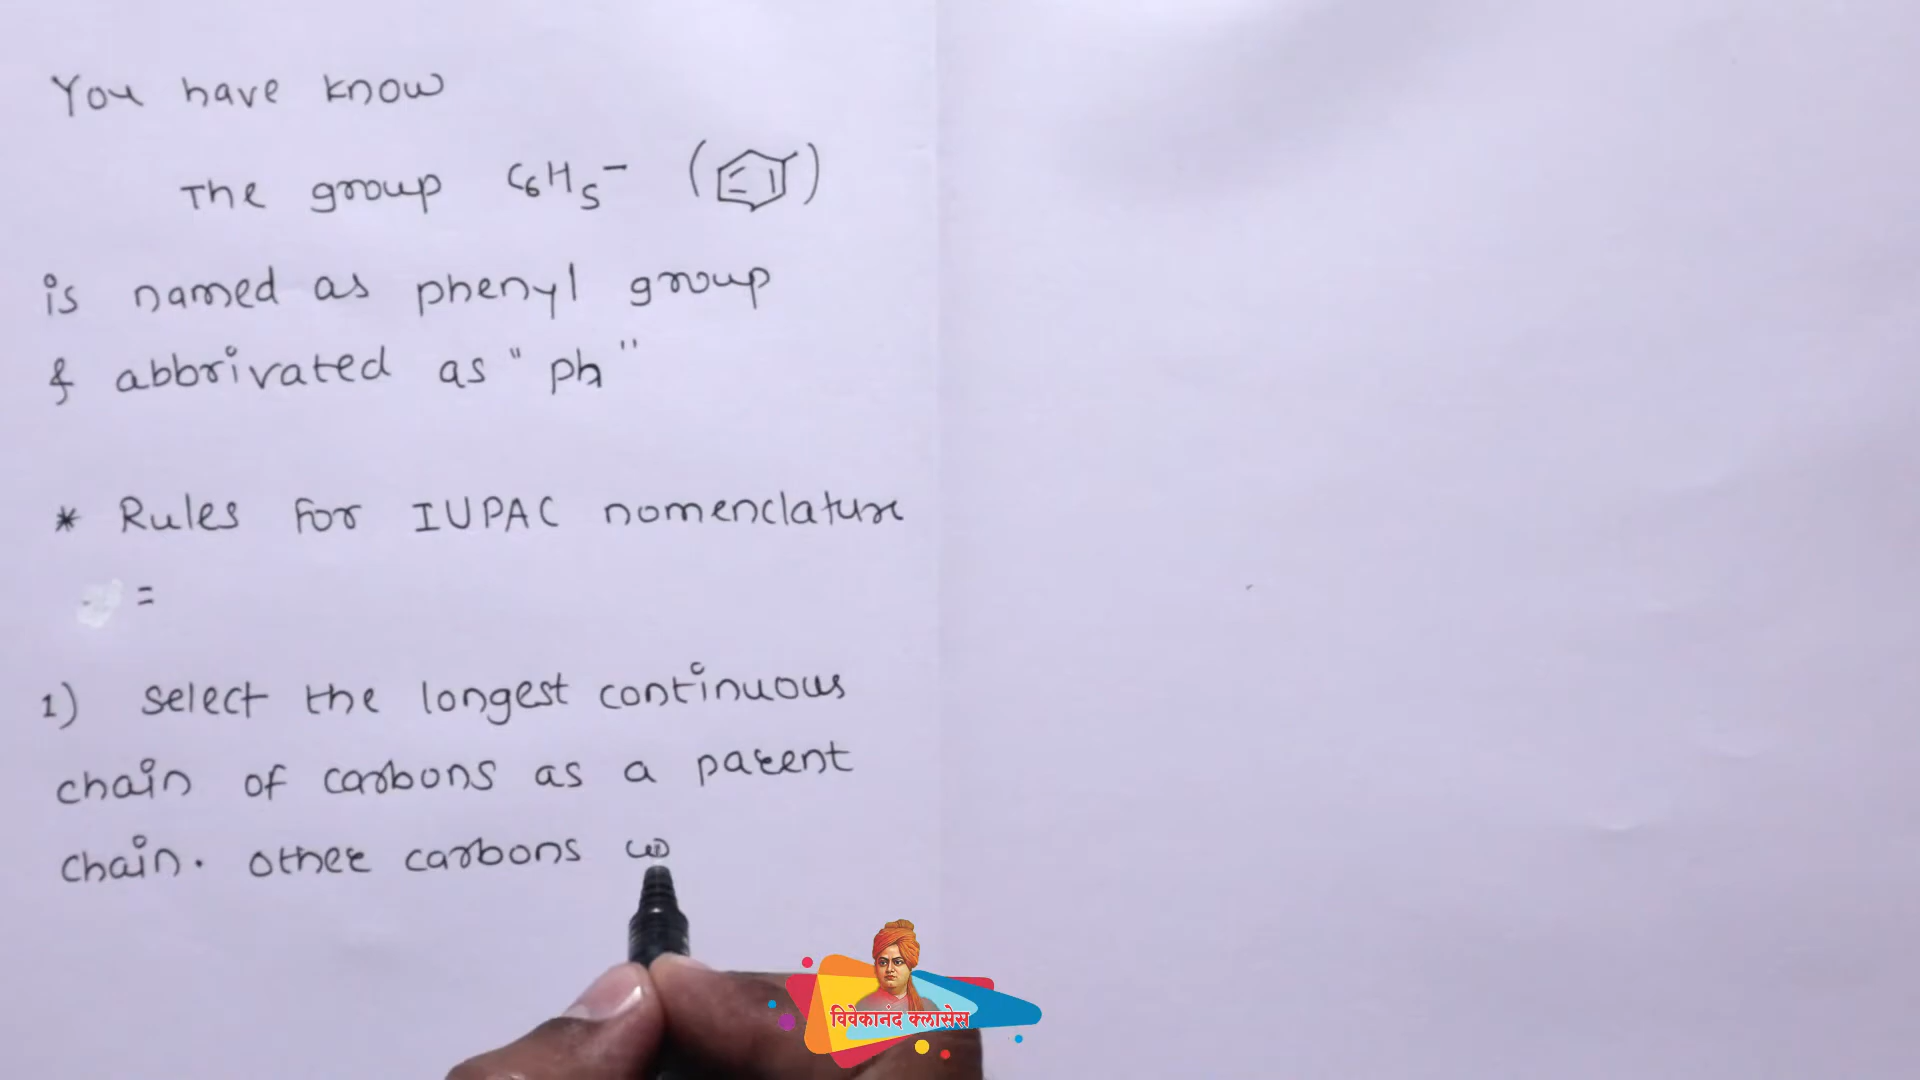 You have know
The group C6H5- ( )
is named as phenyl group
& abbrivated as "ph"
* Rules for IUPAC nomenclature
=
1) select the longest continuous
chain of carbons as a parent
chain. other carbons
विवेकानंद क्लासेस